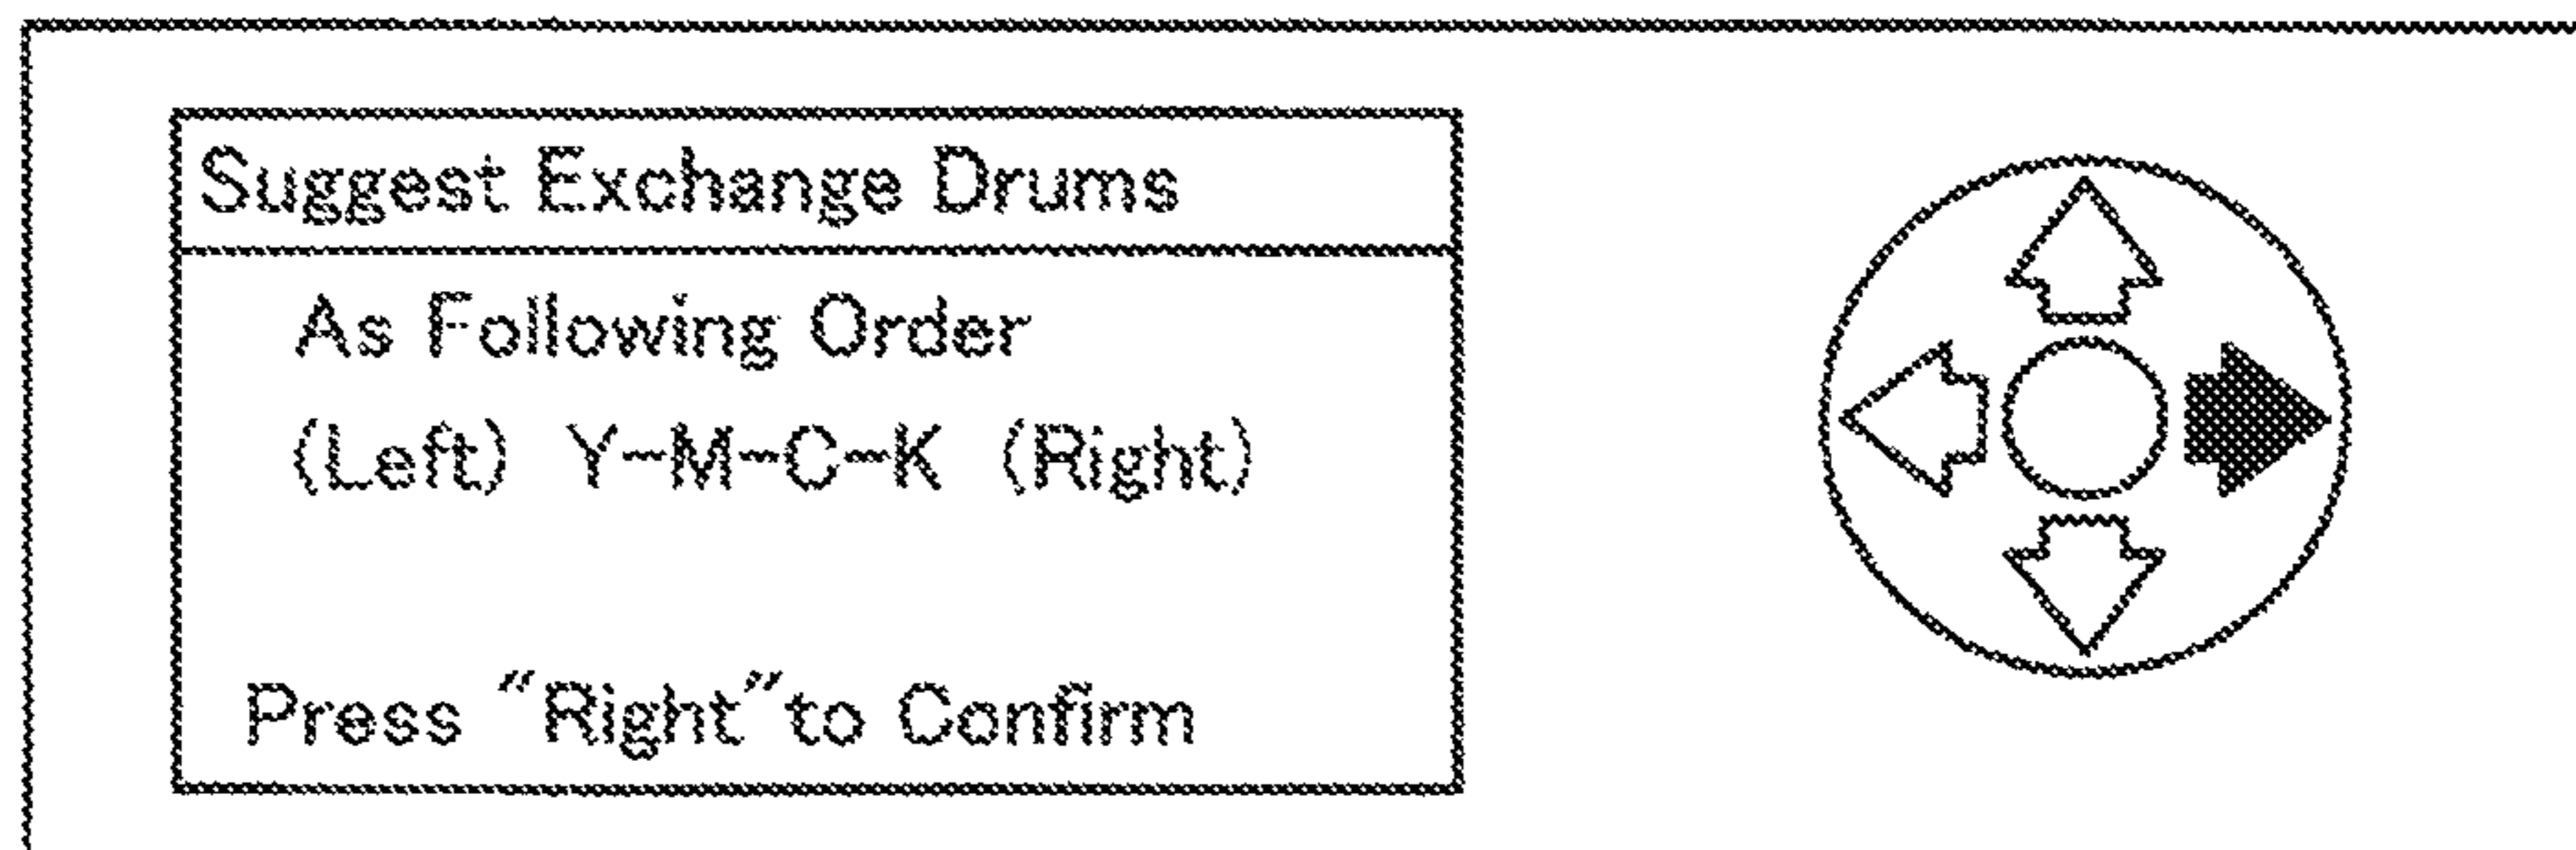 Suggest Exchange Drums
As Following Order
(Left) Y-M-C-K (Right)
Press "Right"to Confirm